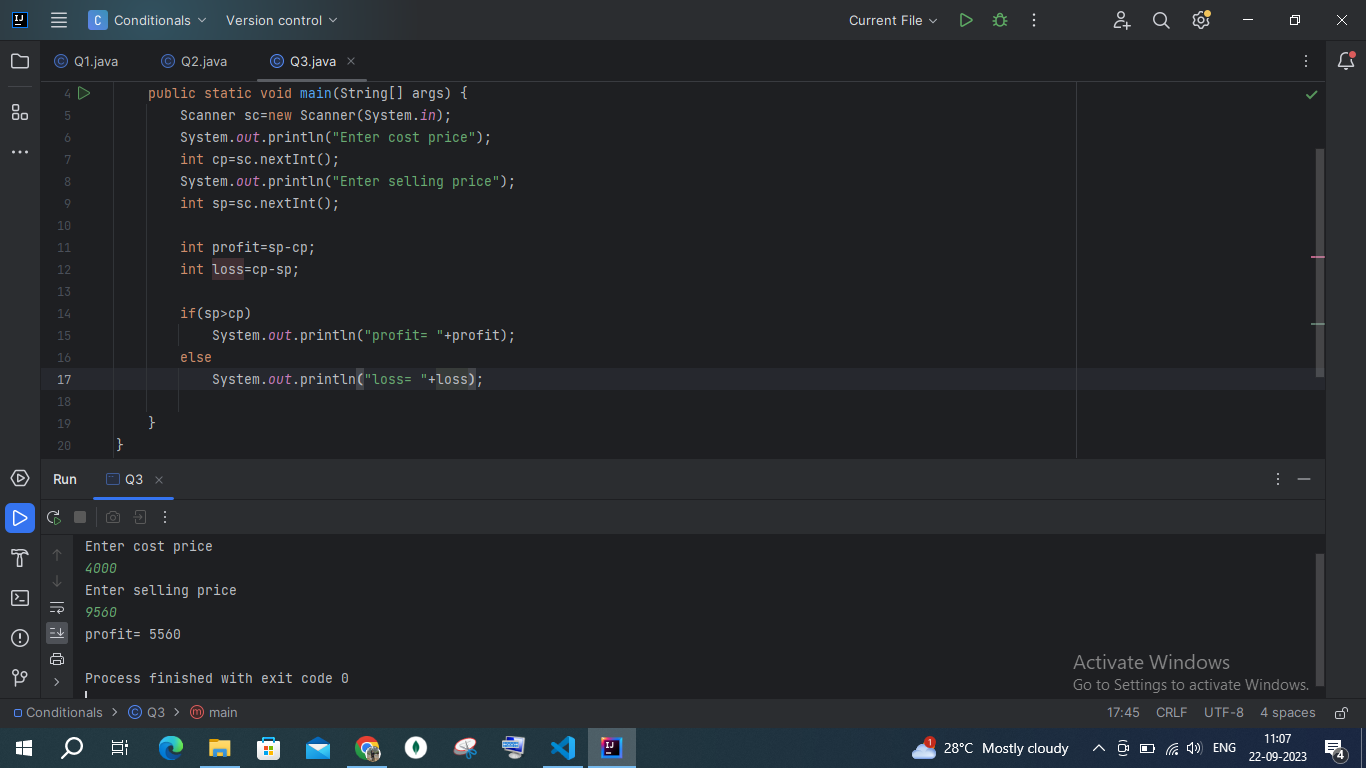 C Conditionals Version control Current File
Q1.java Q2.java Q3.java
4 public static void main(String[] args) {
5 Scanner sc=new Scanner(System.in);
6 System.out.println("Enter cost price");
7 int cp=sc.nextInt();
8 System.out.println("Enter selling price");
9 int sp=sc.nextInt();
10
11 int profit=sp-cp;
12 int loss=cp-sp;
13
14 if(sp>cp)
15 System.out.println("profit= "+profit);
16 else
17 System.out.println("loss= "+loss);
18
19 }
20 }
Run Q3
Enter cost price
4000
Enter selling price
9560
profit= 5560
Process finished with exit code 0
Activate Windows
Go to Settings to activate Windows.
Conditionals > Q3 > main 17:45 CRLF UTF-8 4 spaces
1 28°C Mostly cloudy ENG 11:07
22-09-2023 4